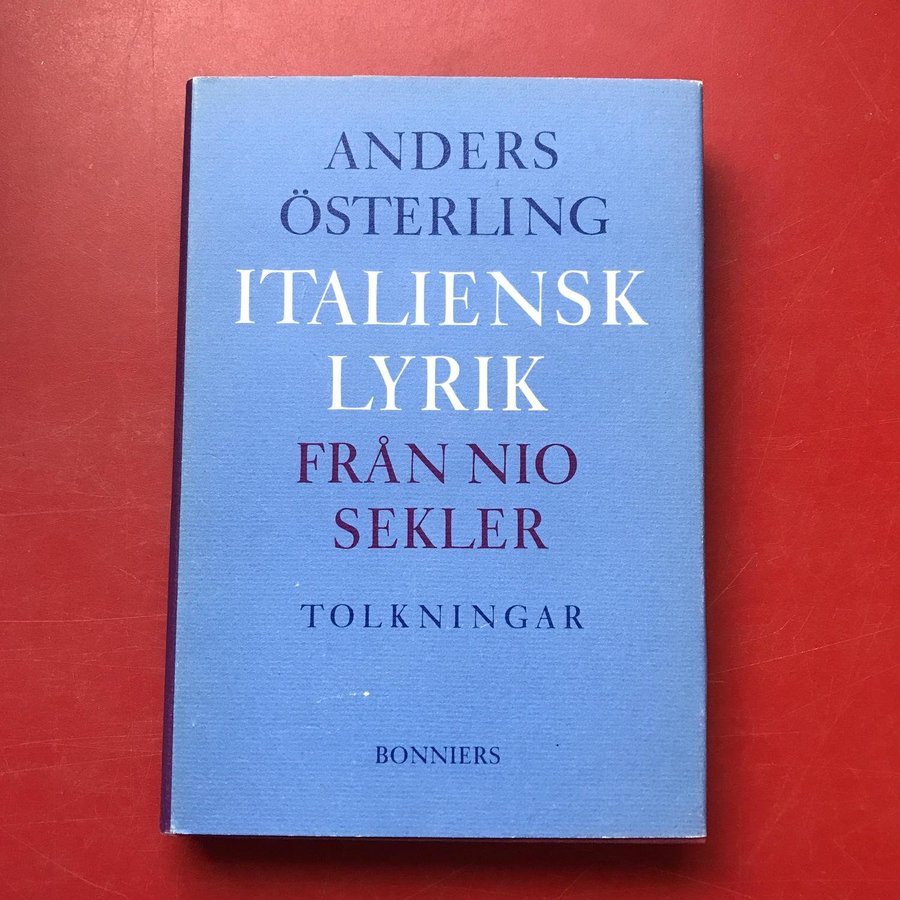 ANDERS
ÖSTERLING
ITALIENSK
LYRIK
FRÅN NIO
SEKLER
TOLKNINGAR
BONNIERS